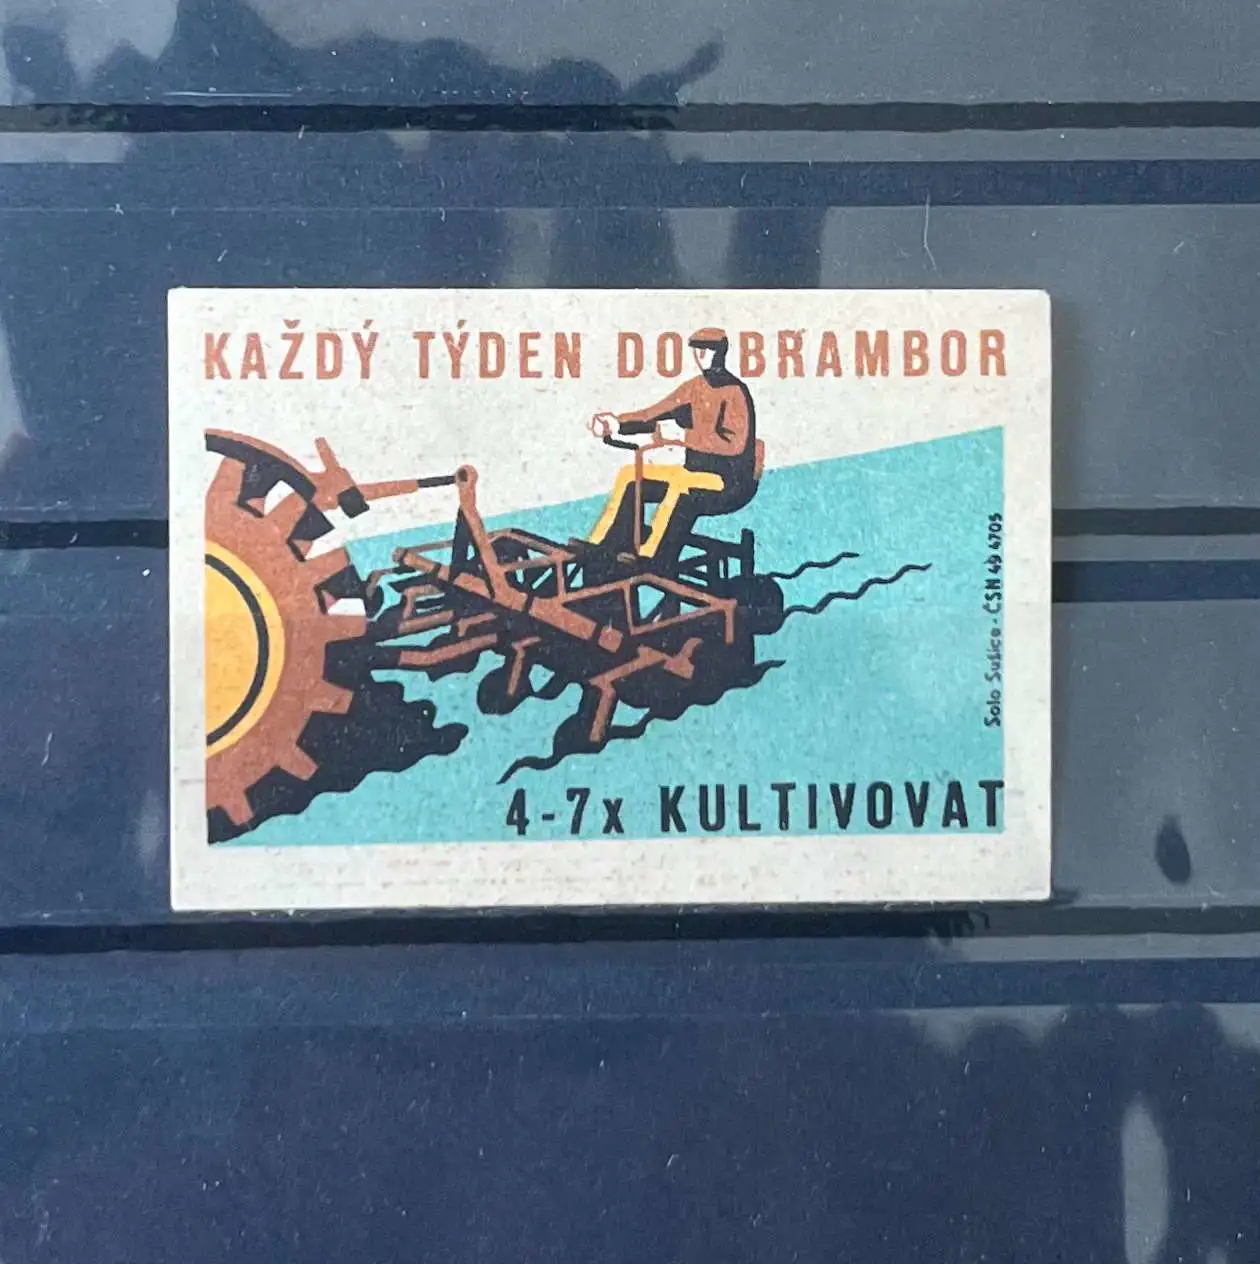 KAŽDÝ TÝDEN DO BRAMBOR
4-7x KULTIVOVAT
Solo Sušice - ČSN 49 4705